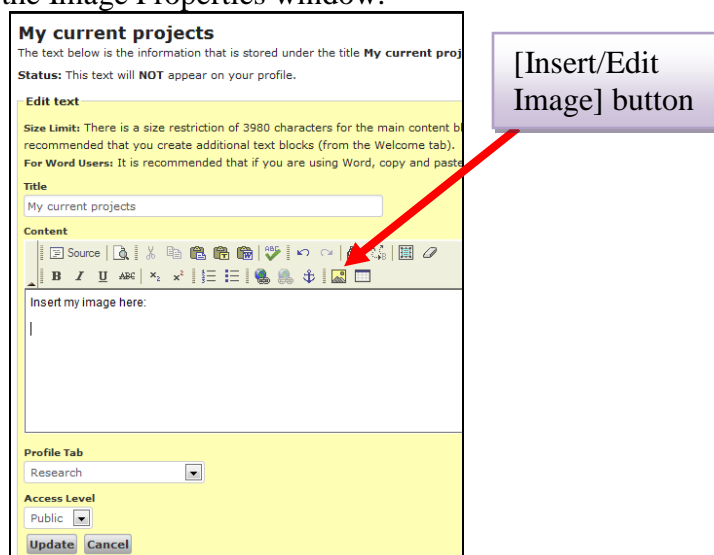 the Image Properties window.
My current projects
The text below is the information that is stored under the title My current proj
Status: This text will NOT appear on your profile.
Edit text
Size Limit: There is a size restriction of 3980 characters for the main content bl
recommended that you create additional text blocks (from the Welcome tab).
For Word Users: It is recommended that if you are using Word, copy and paste
Title
My current projects
Content
Source
ABC
B I U ABC x₂ x²
Insert my image here:
Profile Tab
Research
Access Level
Public
Update Cancel
[Insert/Edit
Image] button